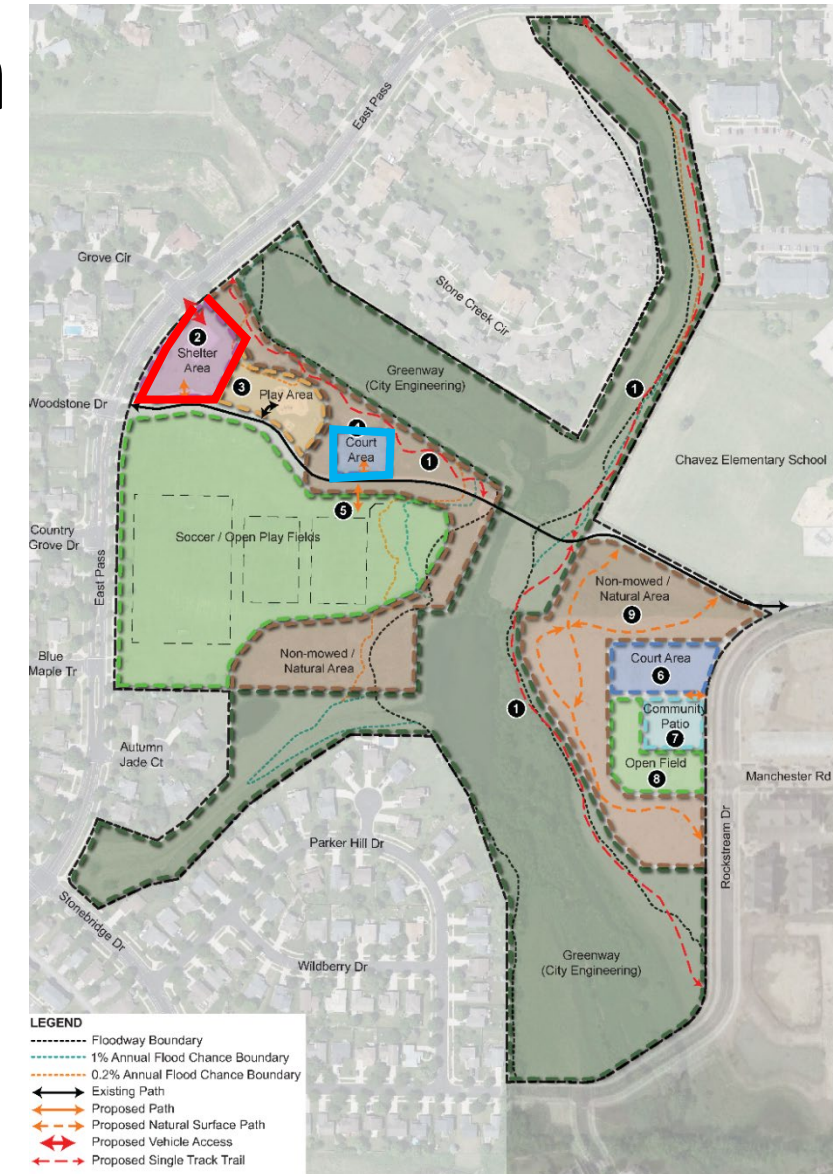 n
East Pass
Grove Cir
Stone Creek Cir
2
Shelter
Area
Greenway
(City Engineering)
1
3
Play Area
Woodstone Dr
4
Court
Area
1
Chavez Elementary School
5
Soccer / Open Play Fields
Country
Grove Dr
East Pass
Non-mowed /
Natural Area
9
Blue
Maple Tr
Non-mowed /
Natural Area
Court Area
6
1
Community
Patio
7
Autumn
Jade Ct
Open Field
8
Manchester Rd
Parker Hill Dr
Rockstream Dr
Stonebridge Dr
Wildberry Dr
Greenway
(City Engineering)
LEGEND
Floodway Boundary
1% Annual Flood Chance Boundary
0.2% Annual Flood Chance Boundary
Existing Path
Proposed Path
Proposed Natural Surface Path
Proposed Vehicle Access
Proposed Single Track Trail